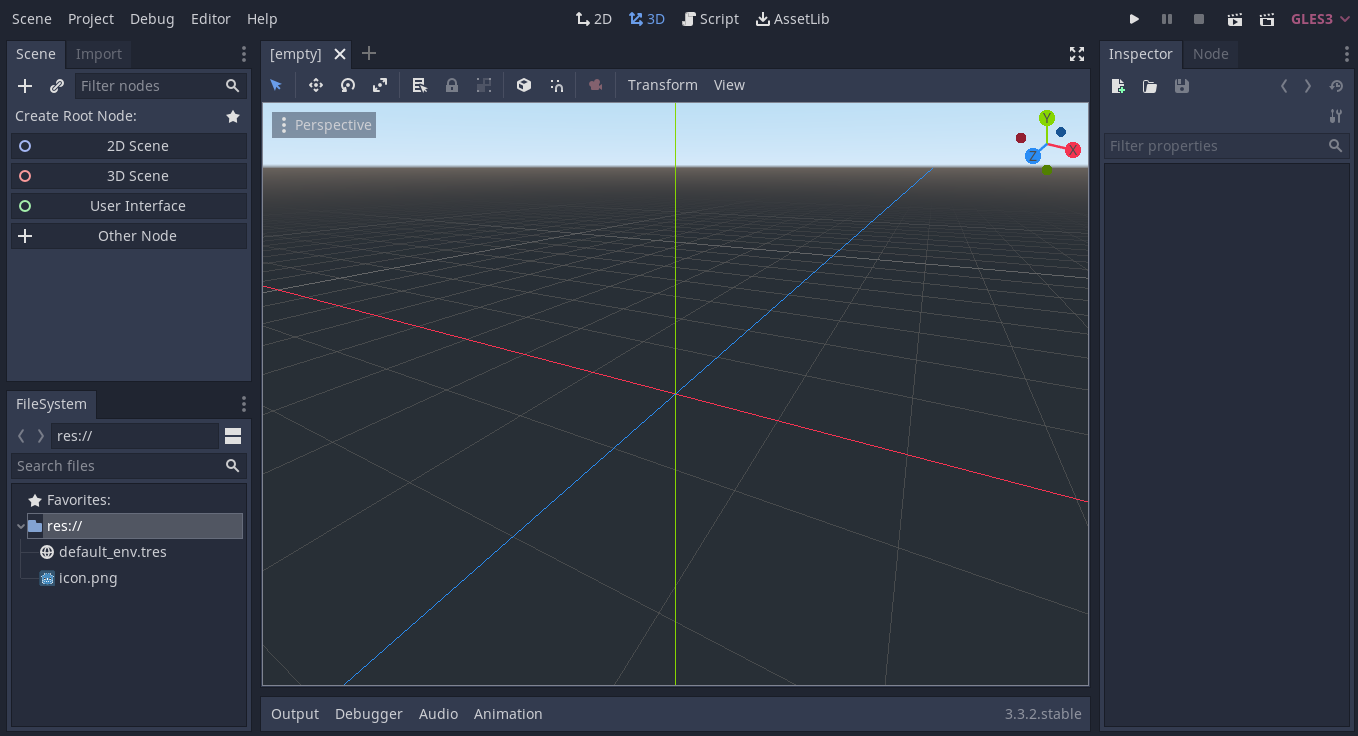 Scene Project Debug Editor Help 2D 3D Script AssetLib GLES3
Scene Import
Filter nodes
Create Root Node:
2D Scene
3D Scene
User Interface
Other Node
FileSystem
res://
Search files
Favorites:
res://
default_env.tres
icon.png
[empty]
Transform View
Perspective
Y
X
Z
Output Debugger Audio Animation 3.3.2.stable
Inspector Node
Filter properties